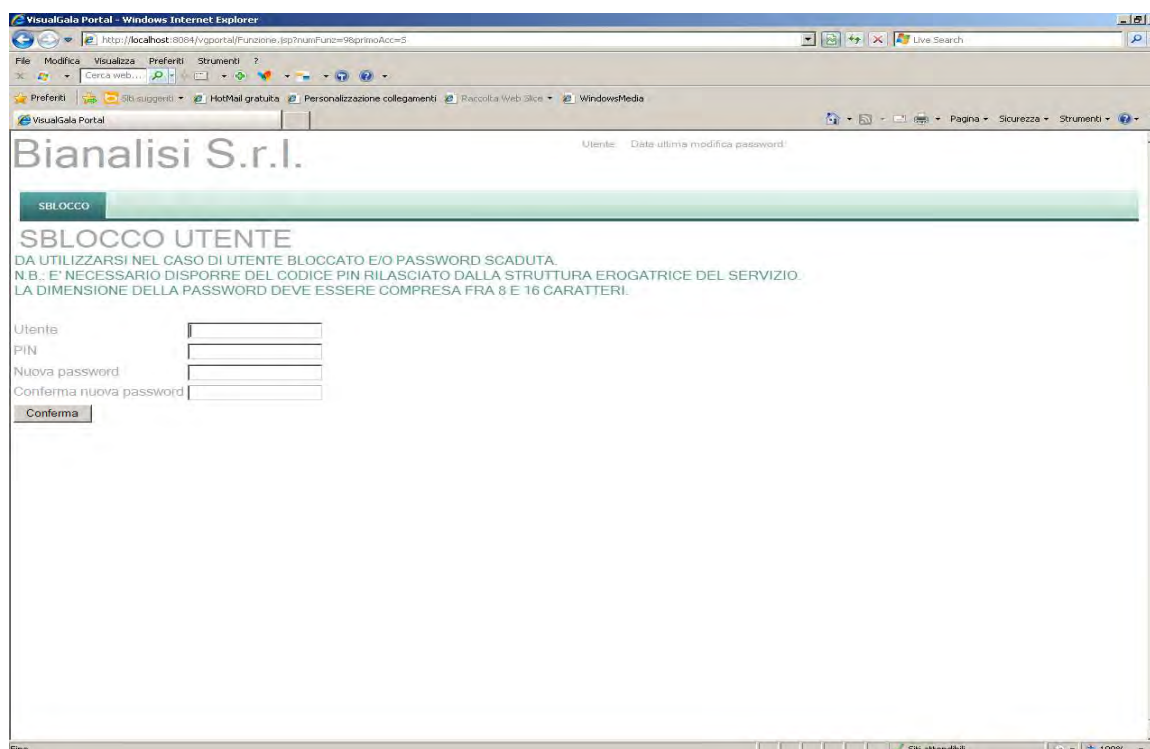 VisualGala Portal - Windows Internet Explorer
http://localhost:8084/vgportal/Funzione.jsp?numFunz=9&primoAcc=S
Live Search
File Modifica Visualizza Preferiti Strumenti ?
Cerca web...
Preferiti Siti suggeriti HotMail gratuita Personalizzazione collegamenti Raccolta Web Slice WindowsMedia
VisualGala Portal
Pagina Sicurezza Strumenti
Bianalisi S.r.l.
Utente: Data ultima modifica password:
SBLOCCO
SBLOCCO UTENTE
DA UTILIZZARSI NEL CASO DI UTENTE BLOCCATO E/O PASSWORD SCADUTA.
N.B.: E' NECESSARIO DISPORRE DEL CODICE PIN RILASCIATO DALLA STRUTTURA EROGATRICE DEL SERVIZIO.
LA DIMENSIONE DELLA PASSWORD DEVE ESSERE COMPRESA FRA 8 E 16 CARATTERI.
Utente
PIN
Nuova password
Conferma nuova password
Conferma
Fine
Siti attendibili
100%